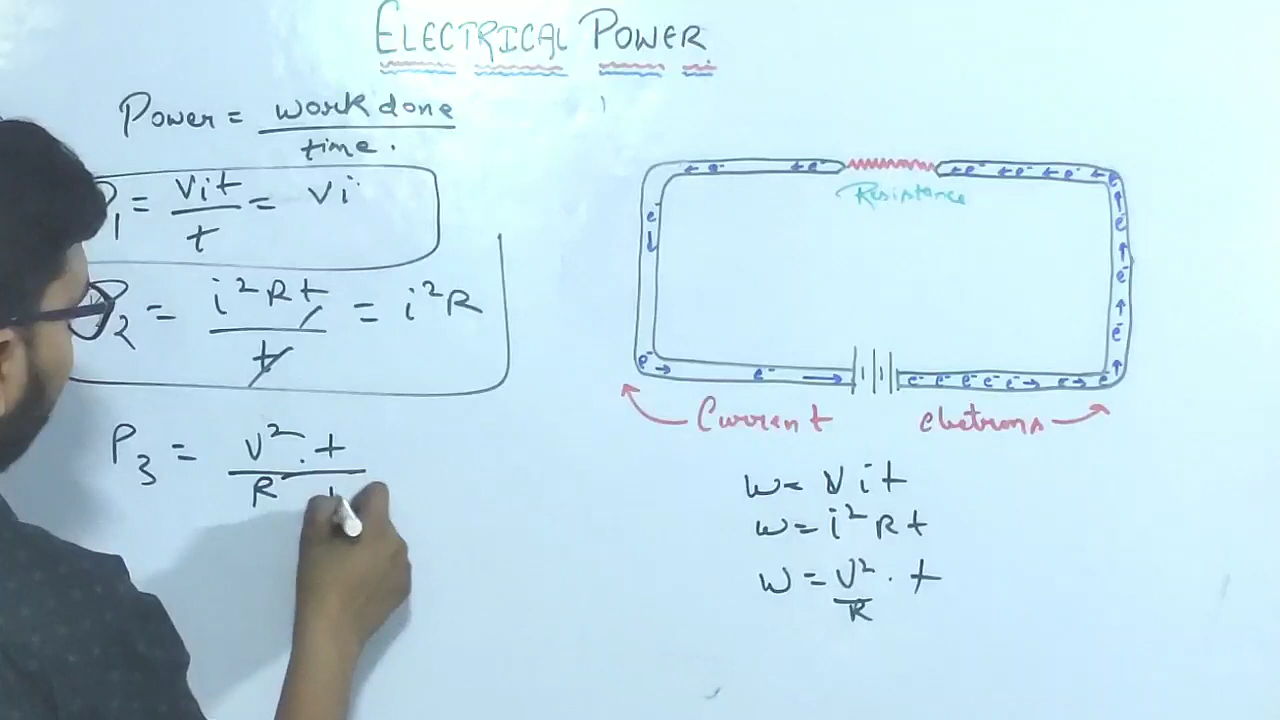 ELECTRICAL POWER
Power = work done
time.
P1 = Vit = Vi
t
P2 = i²Rt = i²R
t
P3 = V² . t
R t
e⁻ e⁻ e⁻ e⁻ e⁻
Resistance
e⁻ e⁻
e⁻
e⁻
e⁻ e⁻ e⁻ e⁻ e⁻ e⁻ e⁻ e⁻ e⁻
Current electrons
W = Vit
W = i²Rt
W = V² . t
R